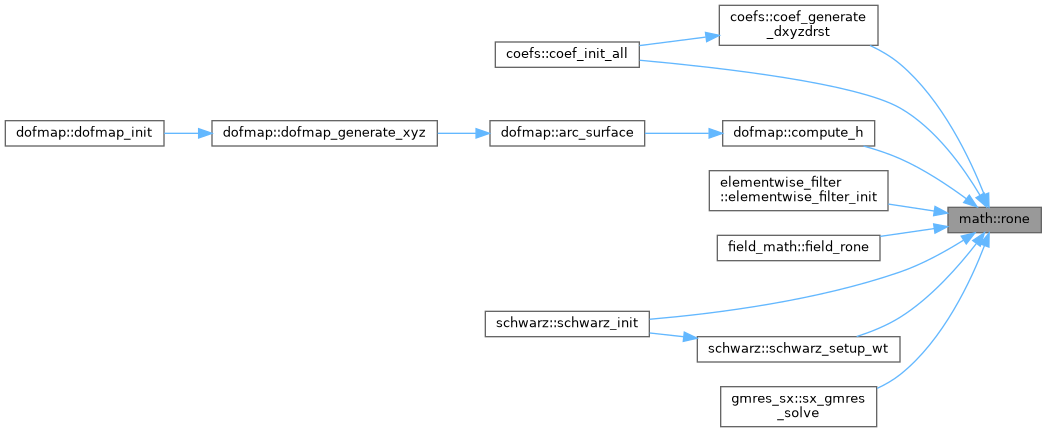 coefs::coef_generate
_dxyzdrst
coefs::coef_init_all
dofmap::dofmap_init
dofmap::dofmap_generate_xyz
dofmap::arc_surface
dofmap::compute_h
elementwise_filter
::elementwise_filter_init
math::rone
field_math::field_rone
schwarz::schwarz_init
schwarz::schwarz_setup_wt
gmres_sx::sx_gmres
_solve